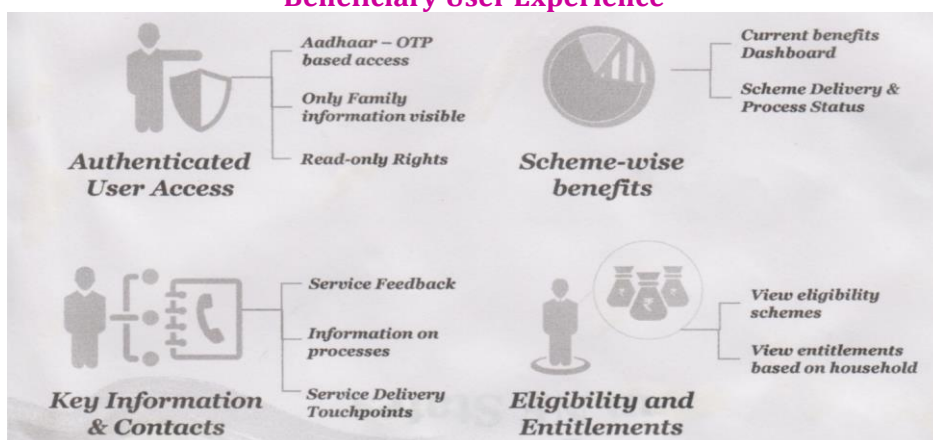 Beneficiary User Experience
Aadhaar – OTP
based access
Only Family
information visible
Read-only Rights
Authenticated
User Access
Current benefits
Dashboard
Scheme Delivery &
Process Status
Scheme-wise
benefits
Service Feedback
Information on
processes
Service Delivery
Touchpoints
Key Information
& Contacts
View eligibility
schemes
View entitlements
based on household
Eligibility and
Entitlements